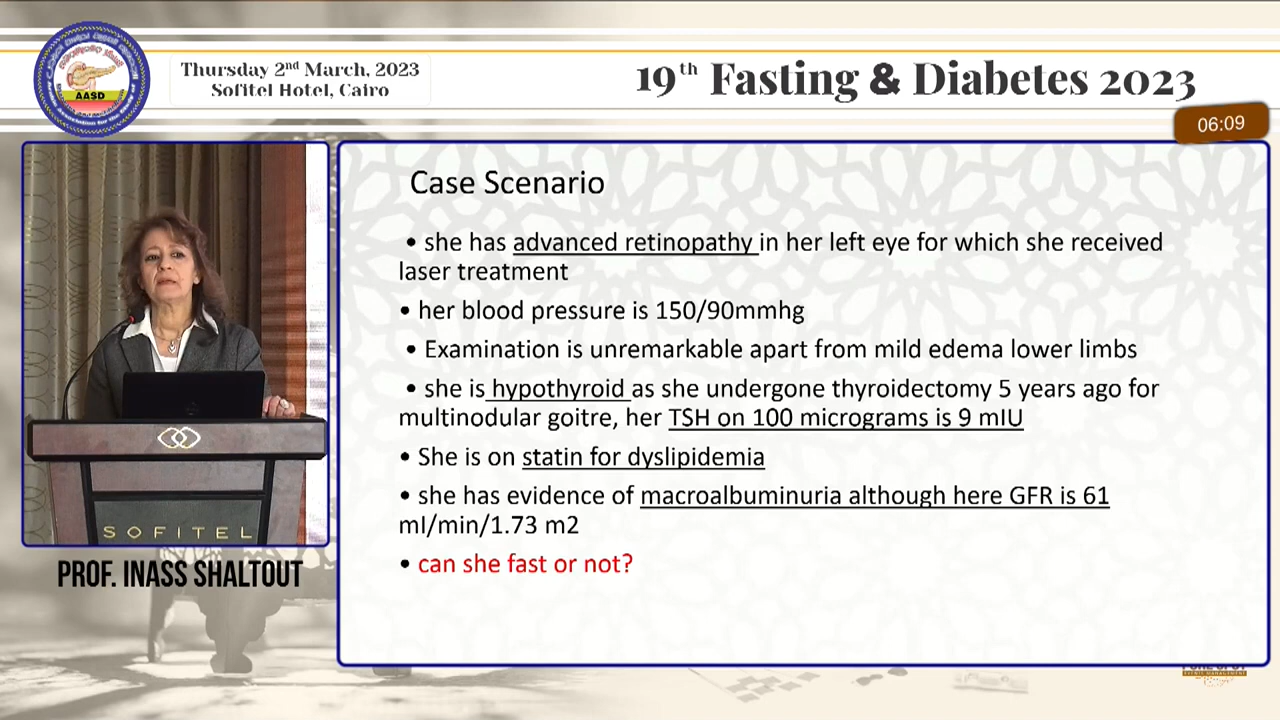 AASD
Thursday 2nd March, 2023
Sofitel Hotel, Cairo
19th Fasting & Diabetes 2023
06:09
Case Scenario
• she has advanced retinopathy in her left eye for which she received
laser treatment
• her blood pressure is 150/90mmhg
• Examination is unremarkable apart from mild edema lower limbs
• she is hypothyroid as she undergone thyroidectomy 5 years ago for
multinodular goitre, her TSH on 100 micrograms is 9 mIU
• She is on statin for dyslipidemia
• she has evidence of macroalbuminuria although here GFR is 61
ml/min/1.73 m2
• can she fast or not?
SOFITEL
PROF. INASS SHALTOUT